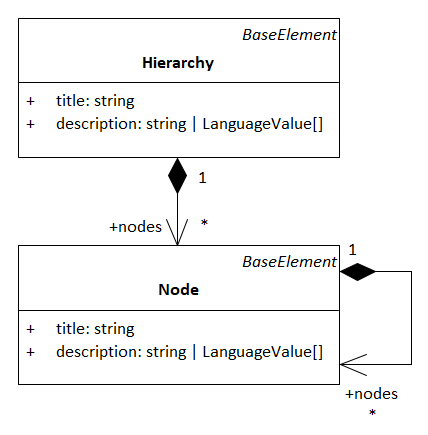 BaseElement
Hierarchy
+ title: string
+ description: string | LanguageValue[]
1
+nodes *
BaseElement 1
Node
+ title: string
+ description: string | LanguageValue[]
+nodes
*